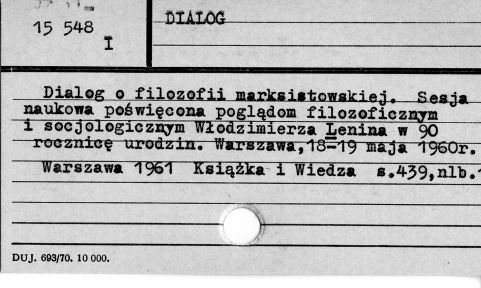 15 548
I
DIALOG
Dialog o filozofii marksistowskiej. Sesja
naukowa poświęcona poglądom filozoficznym
i socjologicznym Włodzimierza Lenina w 90
rocznicę urodzin. Warszawa,18-19 maja 1960r.
Warszawa 1961 Książka i Wiedza s.439,nlb.
DUJ. 693/70. 10 000.